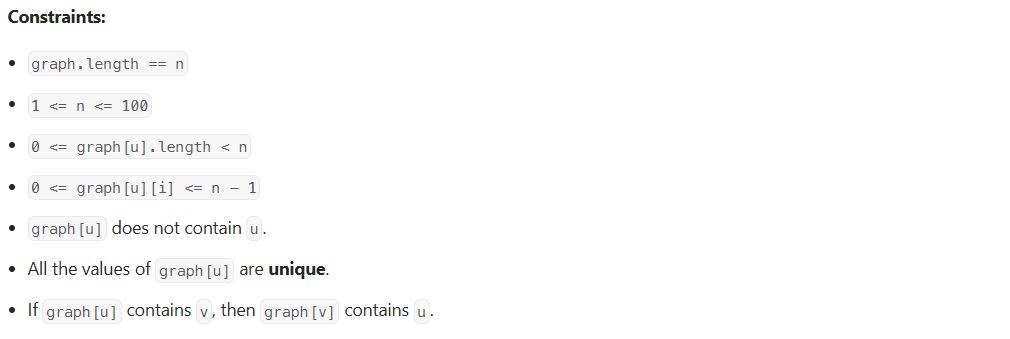 Constraints:
• graph.length == n
• 1 <= n <= 100
• 0 <= graph[u].length < n
• 0 <= graph[u][i] <= n - 1
• graph[u] does not contain u.
• All the values of graph[u] are unique.
• If graph[u] contains v, then graph[v] contains u.